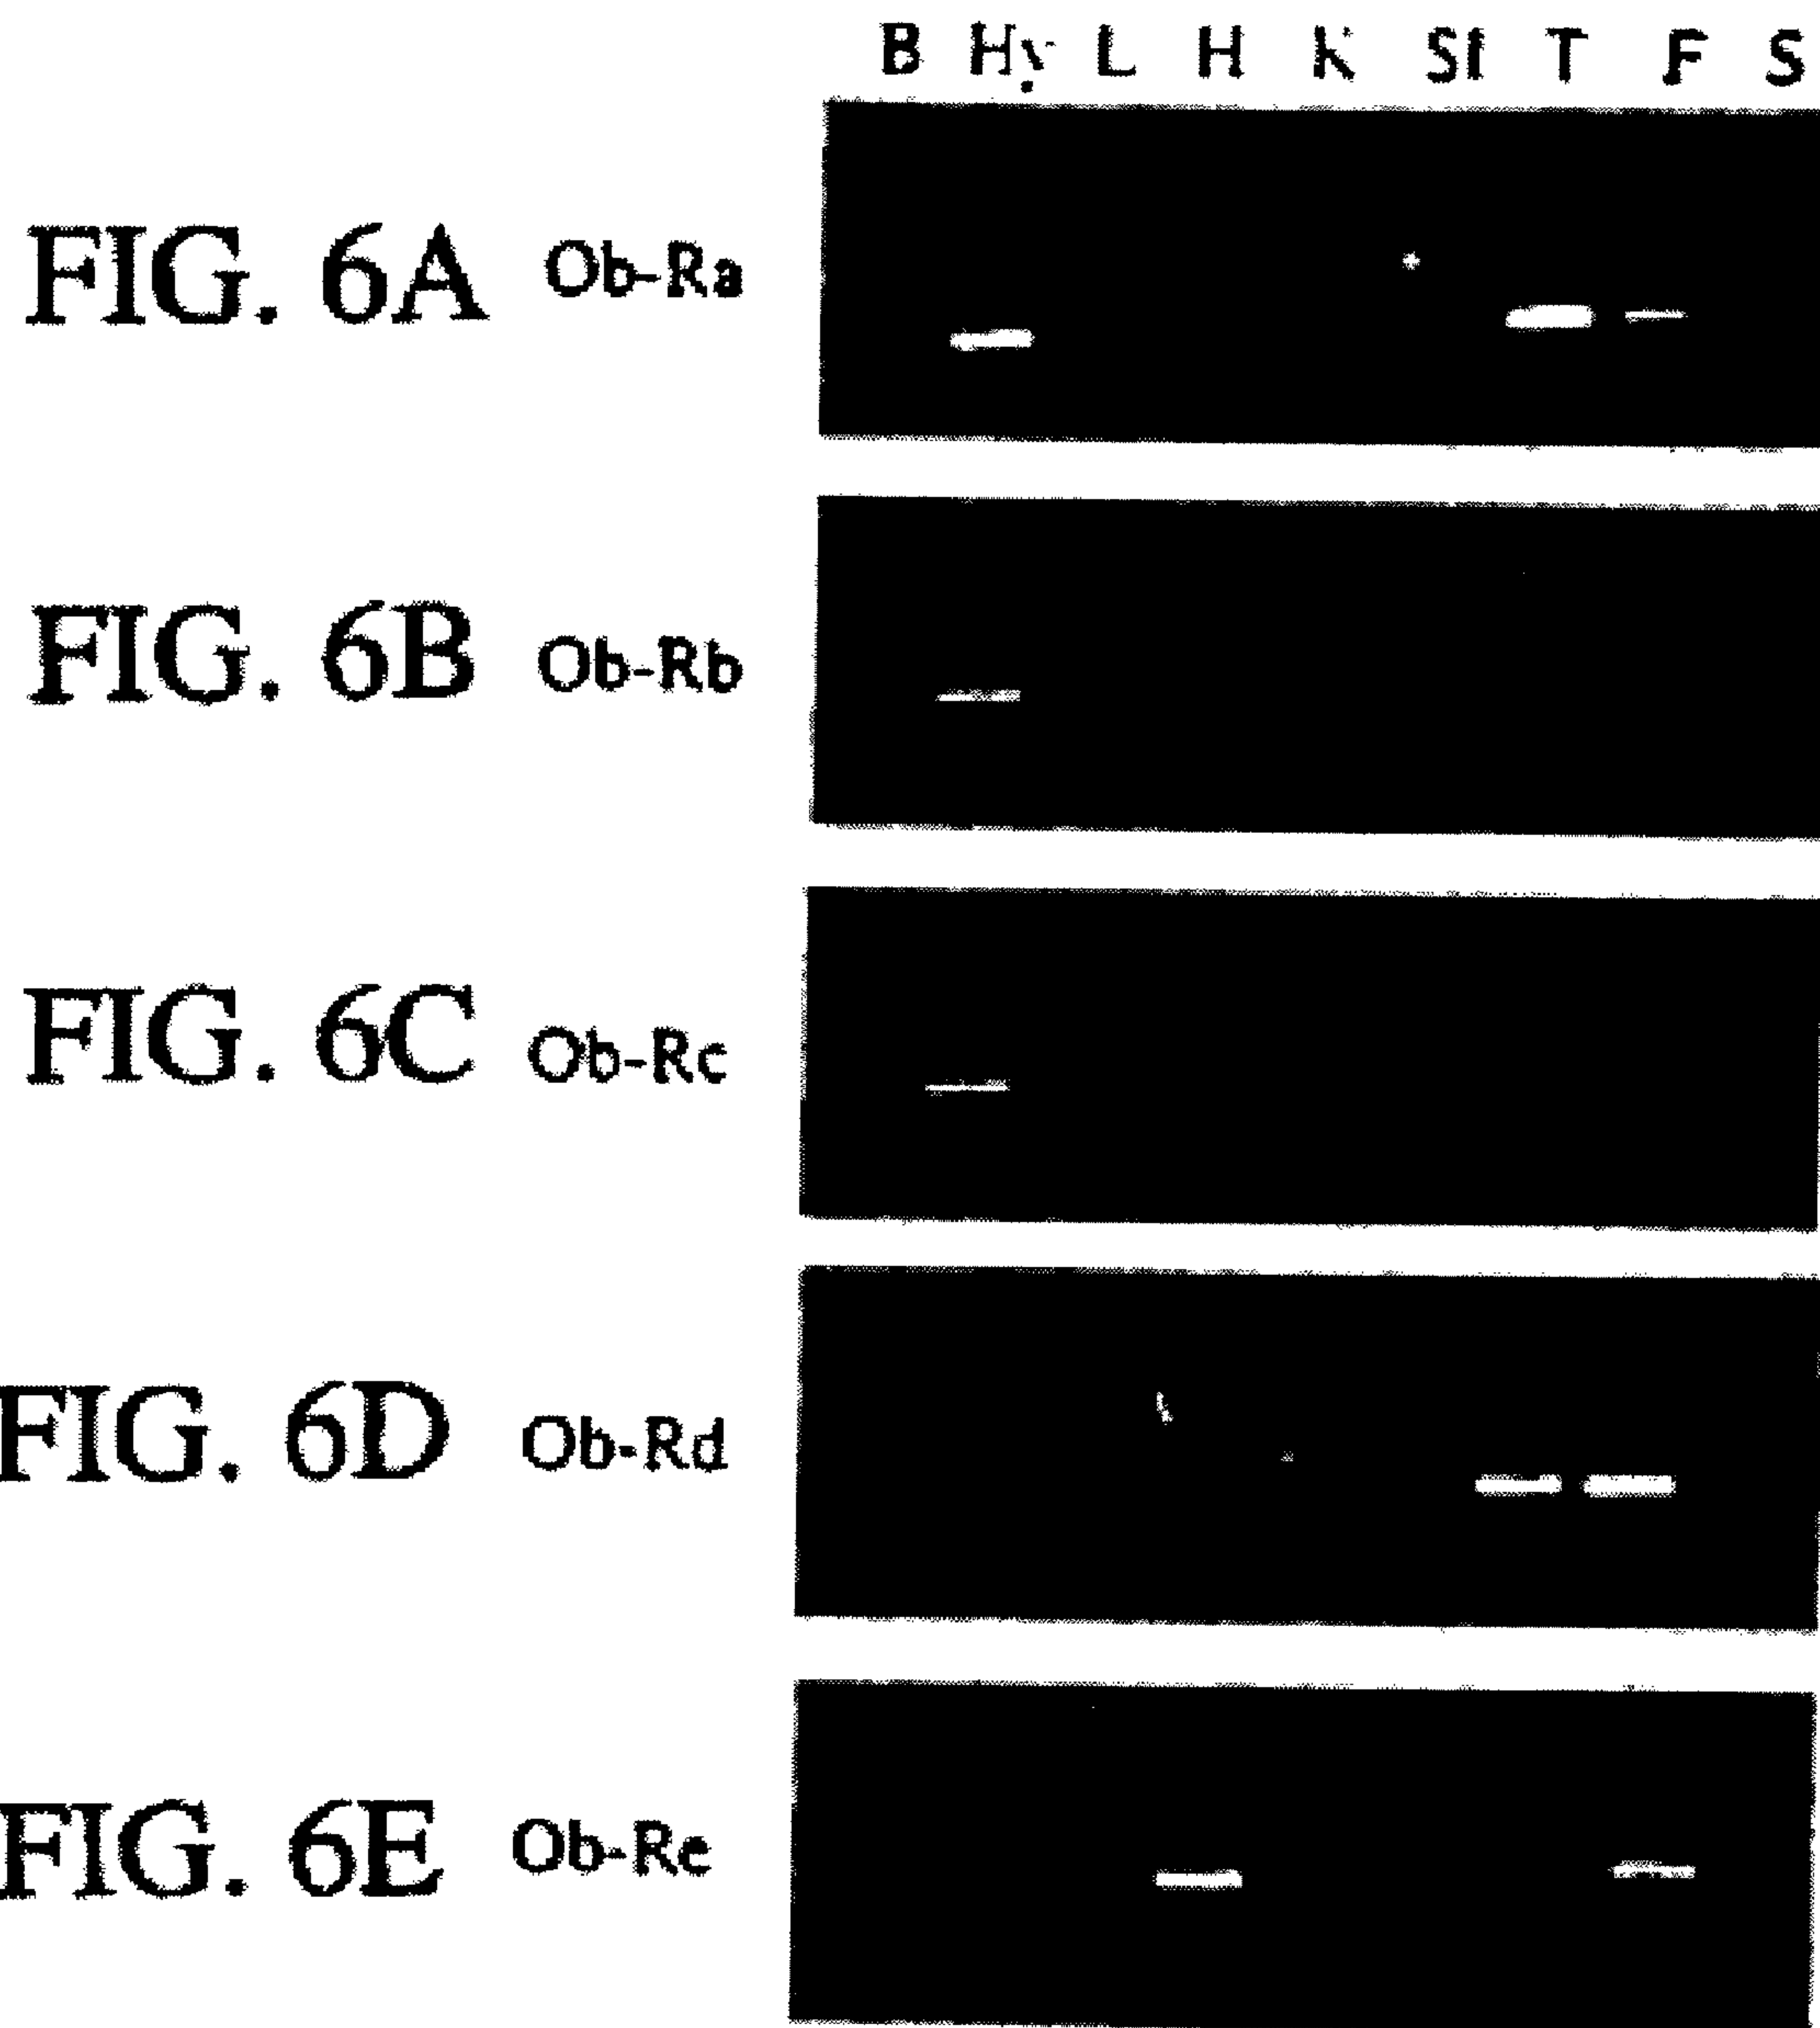 B Hy L H K SI T F S
FIG. 6A Ob-Ra
FIG. 6B Ob-Rb
FIG. 6C Ob-Rc
FIG. 6D Ob-Rd
FIG. 6E Ob-Re